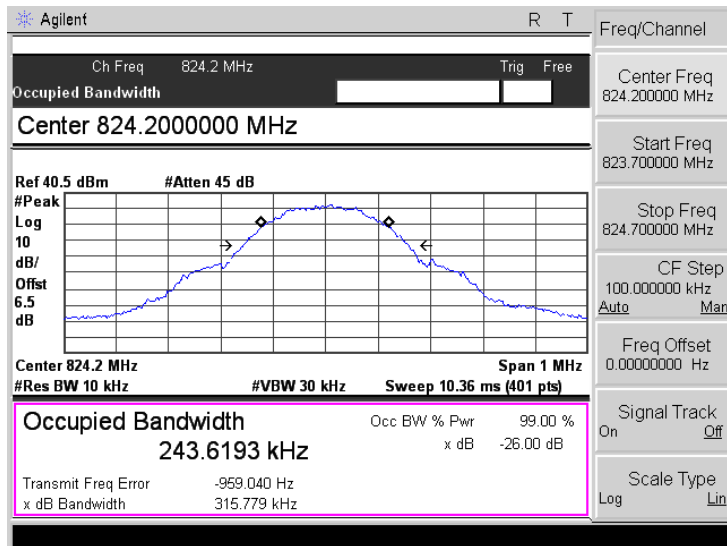 Agilent R T
Ch Freq 824.2 MHz Trig Free
Occupied Bandwidth
Center 824.2000000 MHz
Ref 40.5 dBm #Atten 45 dB
#Peak
Log
10
dB/
Offst
6.5
dB
Center 824.2 MHz Span 1 MHz
#Res BW 10 kHz #VBW 30 kHz Sweep 10.36 ms (401 pts)
Occupied Bandwidth
243.6193 kHz
Occ BW % Pwr 99.00 %
x dB -26.00 dB
Transmit Freq Error -959.040 Hz
x dB Bandwidth 315.779 kHz
Freq/Channel
Center Freq
824.200000 MHz
Start Freq
823.700000 MHz
Stop Freq
824.700000 MHz
CF Step
100.000000 kHz
Auto Man
Freq Offset
0.00000000 Hz
Signal Track
On Off
Scale Type
Log Lin